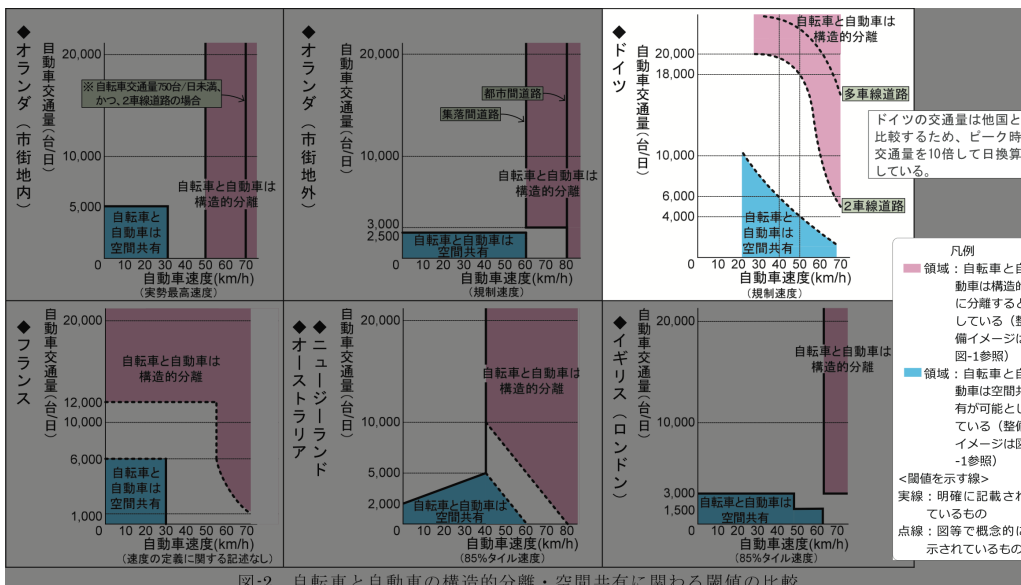 ◆オランダ（市街地内）
自動車交通量(台/日)
20,000
10,000
5,000
※自転車交通量750台/日未満、
かつ、2車線道路の場合
自転車と自動車は
構造的分離
自転車と
自動車は
空間共有
0 10 20 30 40 50 60 70
自動車速度(km/h)
(実勢最高速度)
◆オランダ（市街地外）
自動車交通量(台/日)
20,000
10,000
3,000
2,500
都市間道路
集落間道路
自転車と自動車は
構造的分離
自転車と自動車は
空間共有
0 10 20 30 40 50 60 70 80
自動車速度(km/h)
(規制速度)
◆ドイツ
自動車交通量(台/日)
20,000
18,000
10,000
6,000
4,000
自転車と自動車は
構造的分離
多車線道路
2車線道路
自転車と
自動車は
空間共有
0 10 20 30 40 50 60 70
自動車速度(km/h)
(規制速度)
ドイツの交通量は他国と
比較するため、ピーク時
交通量を10倍して日換算
している。
◆フランス
自動車交通量(台/日)
20,000
12,000
10,000
6,000
1,000
自転車と自動車は
構造的分離
自転車と
自動車は
空間共有
0 10 20 30 40 50 60 70
自動車速度(km/h)
(速度の定義に関する記述なし)
◆ニュージーランド
◆オーストラリア
自動車交通量(台/日)
20,000
10,000
5,000
2,000
自転車と自動車は
構造的分離
自転車と自動車は
空間共有
0 10 20 30 40 50 60 70 80
自動車速度(km/h)
(85%タイル速度)
◆イギリス（ロンドン）
自動車交通量(台/日)
20,000
10,000
3,000
1,500
自転車と自動車は
構造的分離
自転車と自動車は
空間共有
0 10 20 30 40 50 60 70
自動車速度(km/h)
(85%タイル速度)
凡例
領域：自転車と自
動車は構造的
に分離すると
している（整
備イメージは
図-1参照）
領域：自転車と自
動車は空間共
有が可能とし
ている（整備
イメージは図
-1参照）
<閾値を示す線>
実線：明確に記載され
ているもの
点線：図等で概念的に
示されているもの
図-2 自転車と自動車の構造的分離・空間共有に関わる閾値の比較